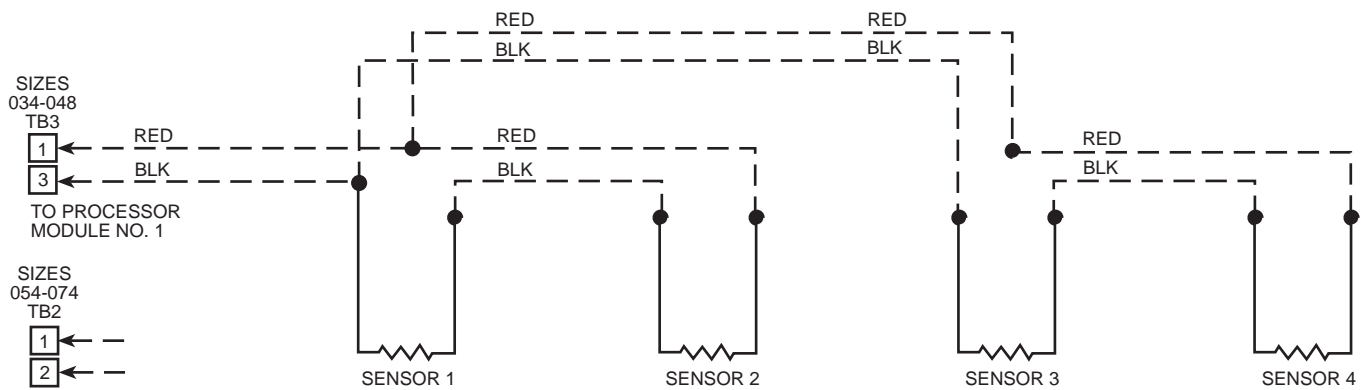 RED RED
BLK BLK
SIZES
034-048
TB3
1 RED RED RED
3 BLK BLK BLK
TO PROCESSOR
MODULE NO. 1
SIZES
054-074
TB2
1
2
SENSOR 1 SENSOR 2 SENSOR 3 SENSOR 4